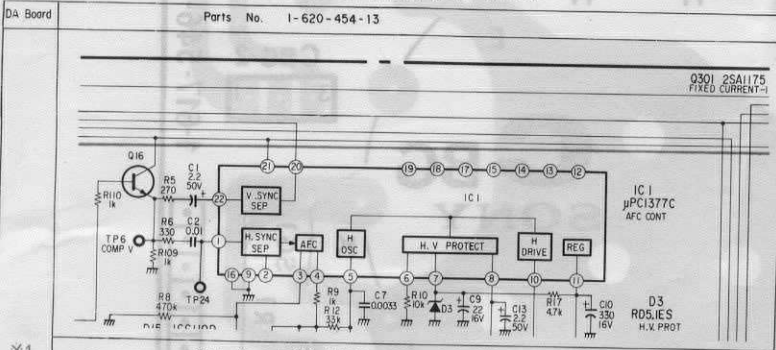 DA Board
Parts No. 1-620-454-13
Q301 2SA1175
FIXED CURRENT-1
Q16
21
20
19
18
17
15
14
13
12
R5
270
C1
2.2
50V
+
22
V.SYNC
SEP
IC1
IC1
μPC1377C
AFC CONT
R110
1k
R6
330
C2
0.01
1
H.SYNC
SEP
AFC
H
OSC
H.V PROTECT
H
DRIVE
REG
TP6
COMP V
R109
1k
16
9
2
3
4
5
6
7
8
10
11
TP24
R8
470k
R9
1k
R12
33k
C7
0.0033
R10
10k
D3
+
C9
22
16V
+
C13
2.2
50V
R17
4.7k
+
C10
330
16V
D3
RD5.1ES
H.V. PROT